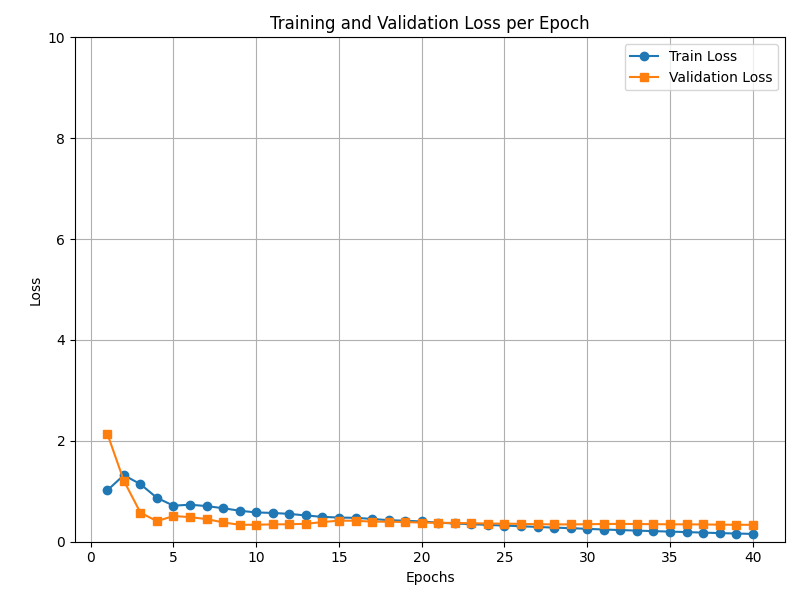 Training and Validation Loss per Epoch
10
8
6
4
2
0
Loss
Train Loss
Validation Loss
0 5 10 15 20 25 30 35 40
Epochs